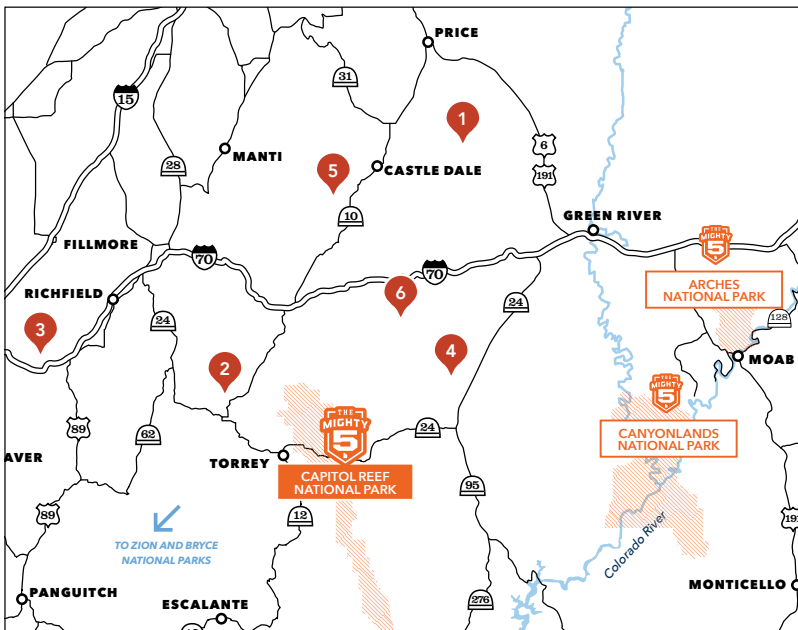 PRICE
31
15
1
6
MANTI
28
5
CASTLE DALE
191
10
GREEN RIVER
FILLMORE
70
70
THE
MIGHTY
5
RICHFIELD
6
ARCHES
NATIONAL PARK
24
3
24
128
2
4
MOAB
THE
MIGHTY
5
THE
MIGHTY
5
89
62
24
CANYONLANDS
NATIONAL PARK
AVER
TORREY
CAPITOL REEF
NATIONAL PARK
95
89
12
191
TO ZION AND BRYCE
NATIONAL PARKS
Colorado River
PANGUITCH
MONTICELLO
ESCALANTE
276